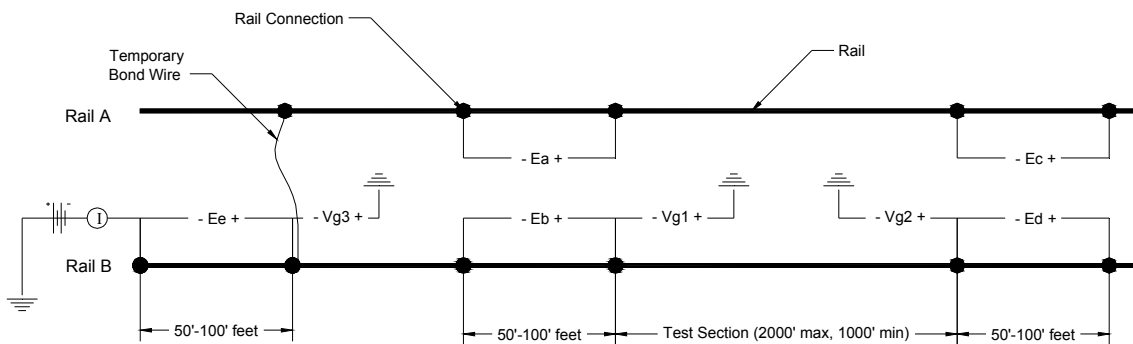 Rail Connection
Temporary
Bond Wire
Rail
Rail A
- Ea +
- Ec +
+ -
I
- Ee +
- Vg3 +
- Eb +
- Vg1 +
- Vg2 +
- Ed +
Rail B
50'-100' feet
50'-100' feet
Test Section (2000' max, 1000' min)
50'-100' feet